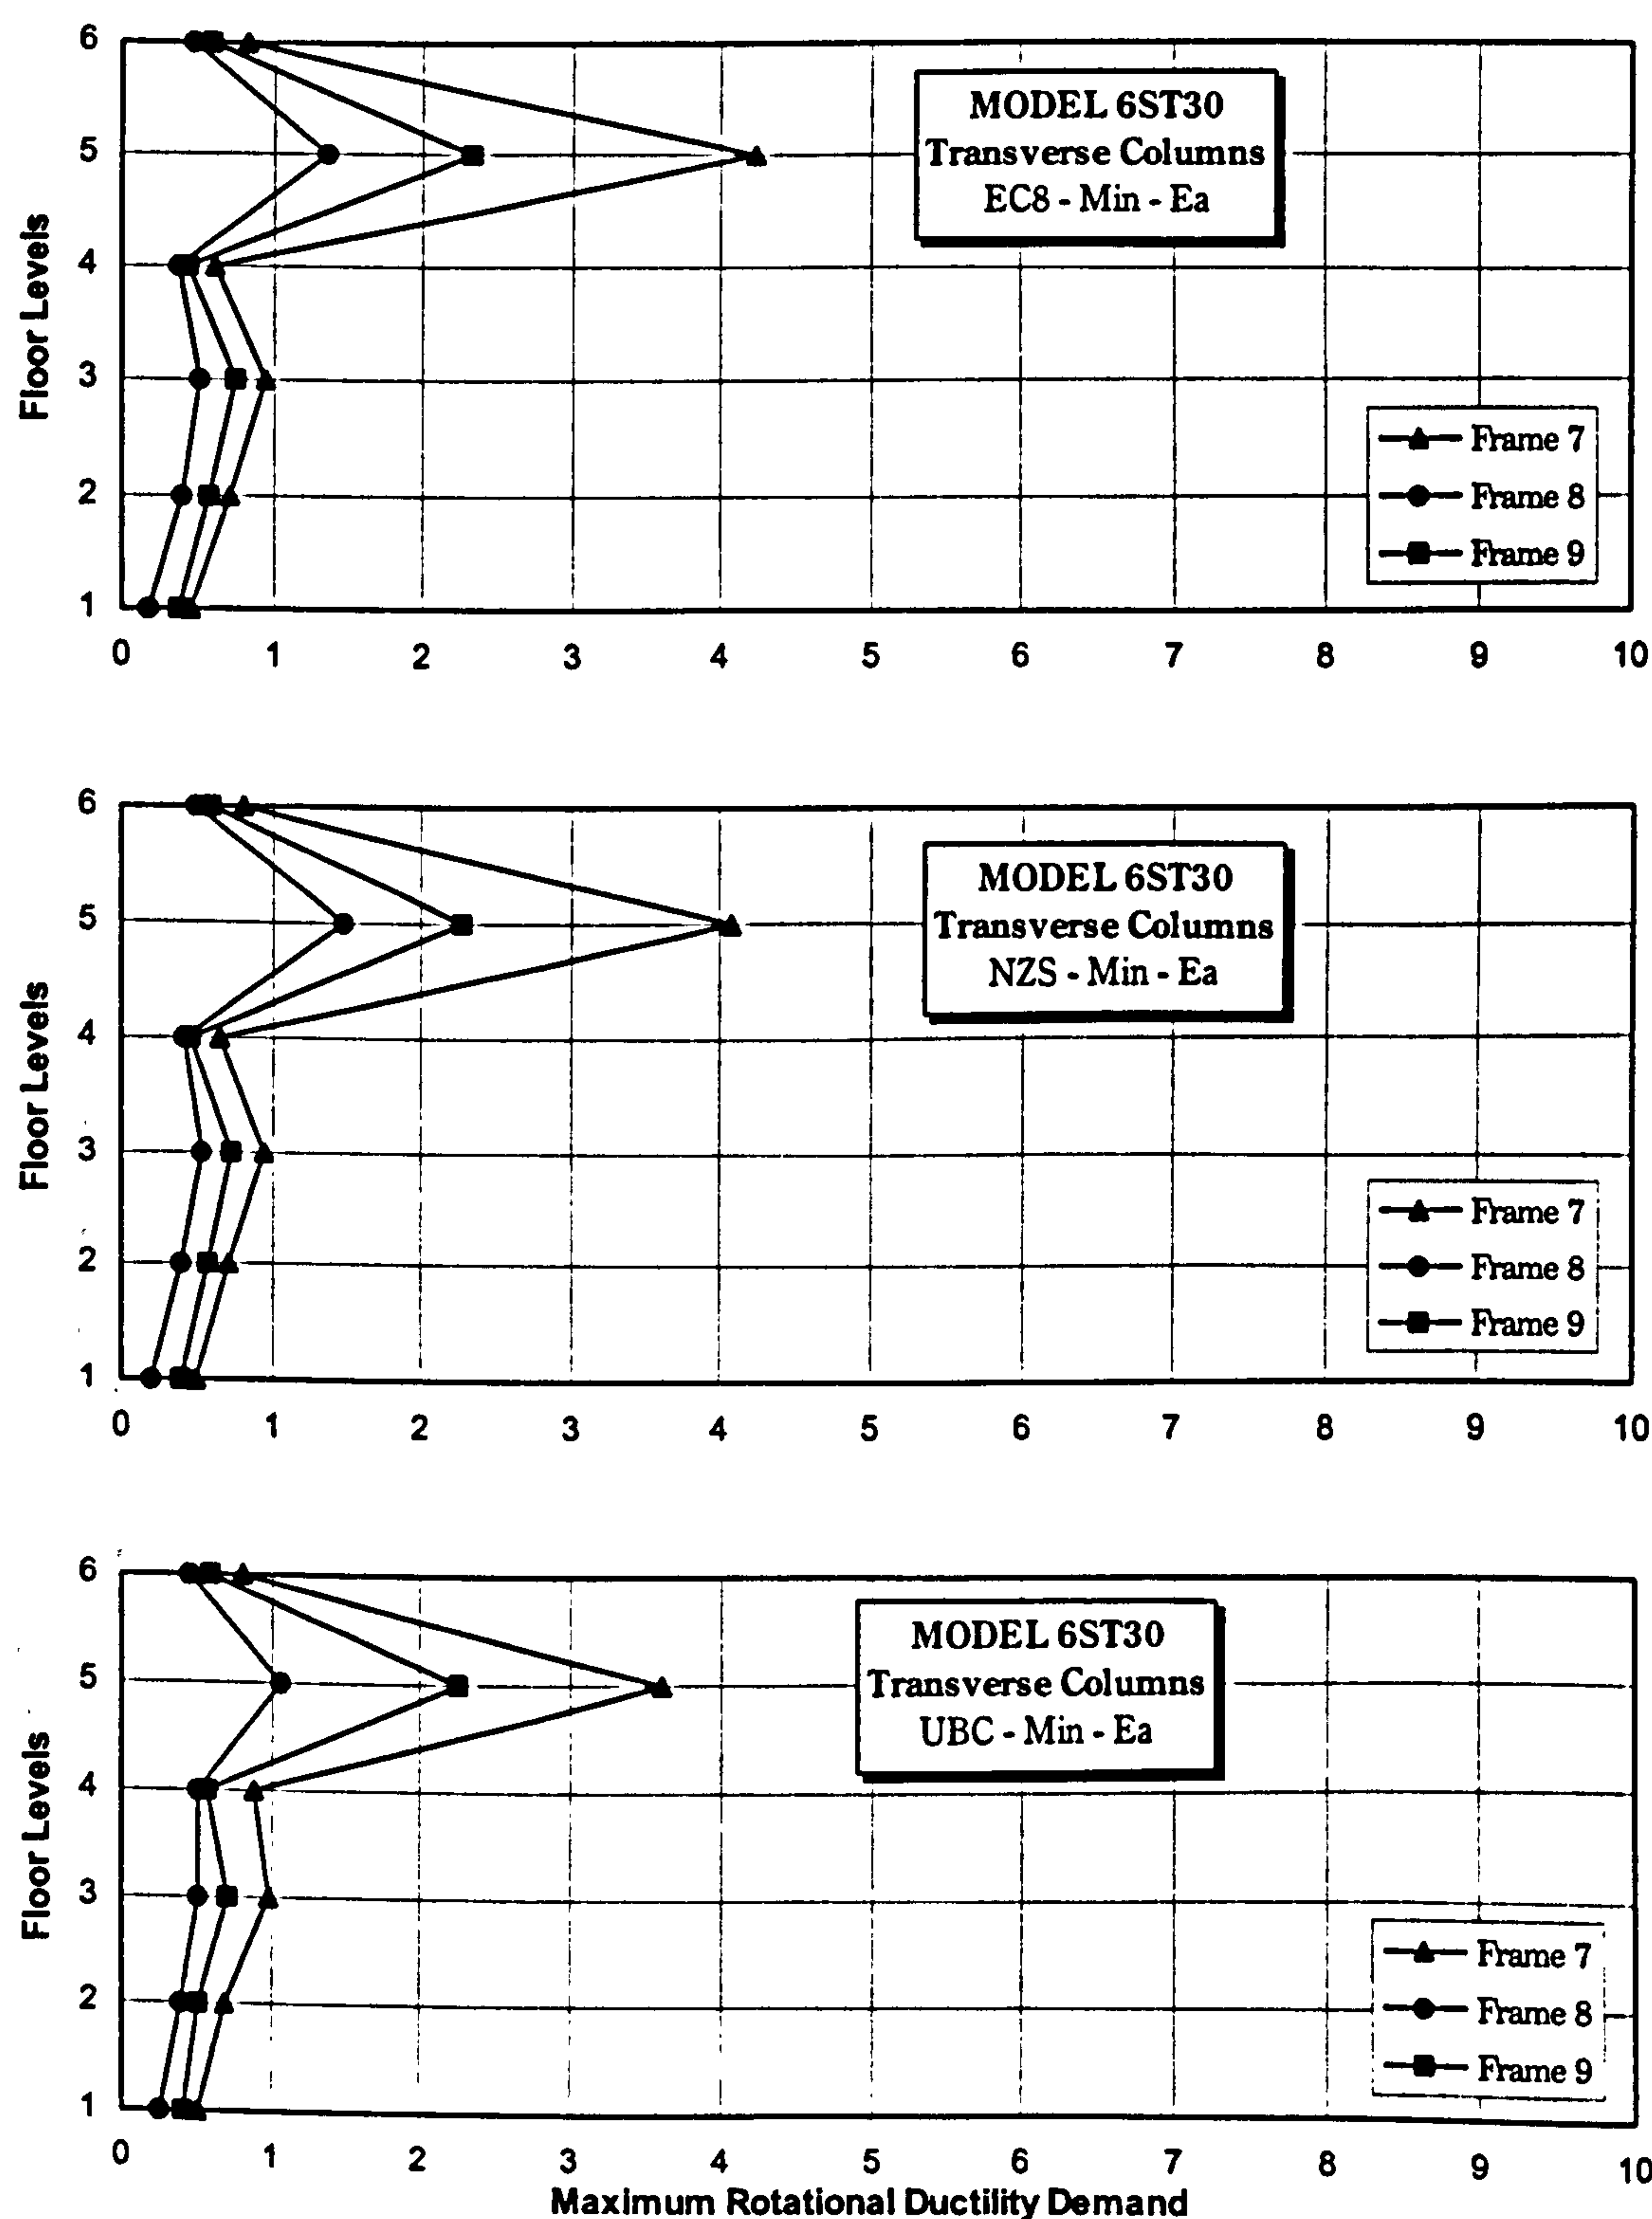 6
5
4
3
2
1
Floor Levels
MODEL 6ST30
Transverse Columns
EC8 - Min - Ea
Frame 7
Frame 8
Frame 9
0 1 2 3 4 5 6 7 8 9 10
6
5
4
3
2
1
Floor Levels
MODEL 6ST30
Transverse Columns
NZS - Min - Ea
Frame 7
Frame 8
Frame 9
0 1 2 3 4 5 6 7 8 9 10
6
5
4
3
2
1
Floor Levels
MODEL 6ST30
Transverse Columns
UBC - Min - Ea
Frame 7
Frame 8
Frame 9
0 1 2 3 4 5 6 7 8 9 10
Maximum Rotational Ductility Demand